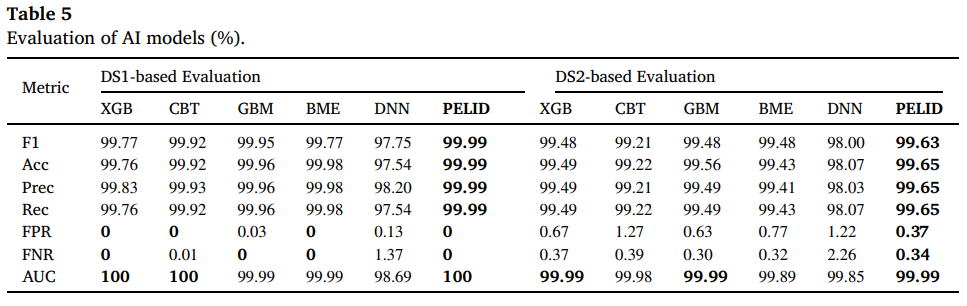 Table 5
Evaluation of AI models (%).
Metric DS1-based Evaluation DS2-based Evaluation
XGB CBT GBM BME DNN PELID XGB CBT GBM BME DNN PELID
F1 99.77 99.92 99.95 99.77 97.75 99.99 99.48 99.21 99.48 99.48 98.00 99.63
Acc 99.76 99.92 99.96 99.98 97.54 99.99 99.49 99.22 99.56 99.43 98.07 99.65
Prec 99.83 99.93 99.96 99.98 98.20 99.99 99.49 99.21 99.49 99.41 98.03 99.65
Rec 99.76 99.92 99.96 99.98 97.54 99.99 99.49 99.22 99.49 99.43 98.07 99.65
FPR 0 0 0.03 0 0.13 0 0.67 1.27 0.63 0.77 1.22 0.37
FNR 0 0.01 0 0 1.37 0 0.37 0.39 0.30 0.32 2.26 0.34
AUC 100 100 99.99 99.99 98.69 100 99.99 99.98 99.99 99.89 99.85 99.99